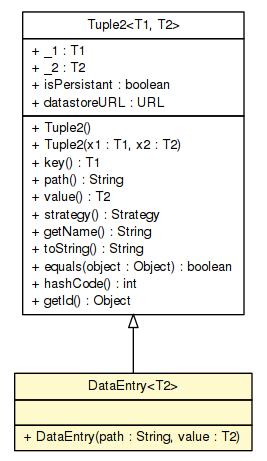 Tuple2<T1, T2>
+ _1 : T1
+ _2 : T2
+ isPersistant : boolean
+ datastoreURL : URL
+ Tuple2()
+ Tuple2(x1 : T1, x2 : T2)
+ key() : T1
+ path() : String
+ value() : T2
+ strategy() : Strategy
+ getName() : String
+ toString() : String
+ equals(object : Object) : boolean
+ hashCode() : int
+ getId() : Object
DataEntry<T2>
+ DataEntry(path : String, value : T2)